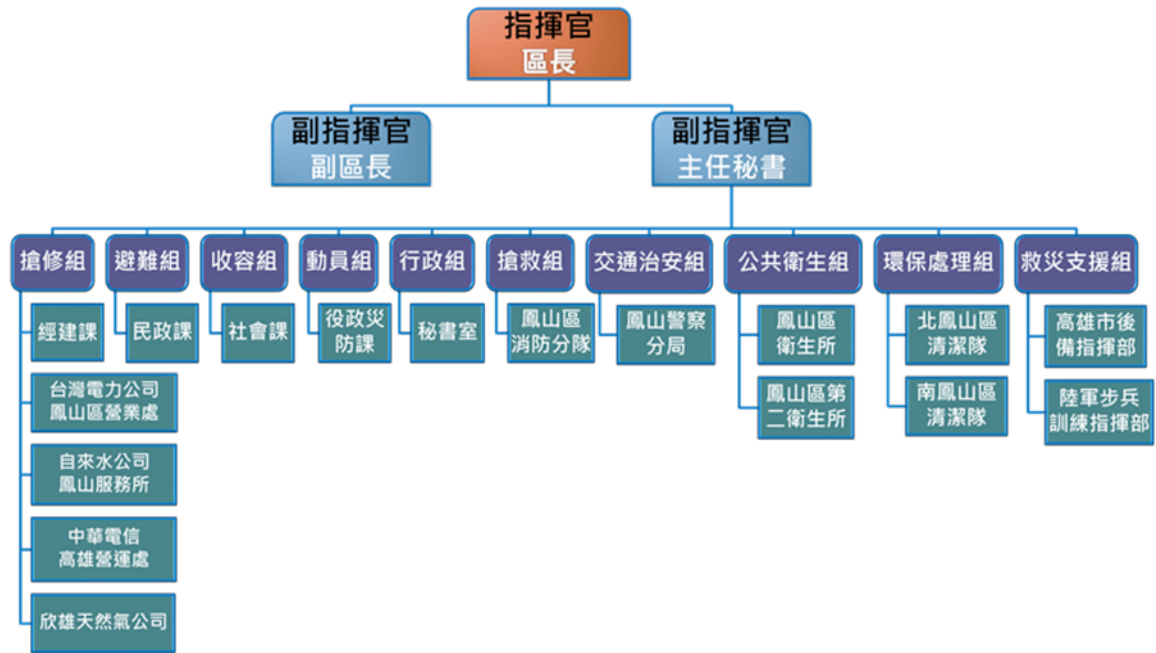 指揮官
區長
副指揮官
副區長
副指揮官
主任秘書
搶修組
避難組
收容組
動員組
行政組
搶救組
交通治安組
公共衛生組
環保處理組
救災支援組
經建課
台灣電力公司
鳳山區營業處
自來水公司
鳳山服務所
中華電信
高雄營運處
欣雄天然氣公司
民政課
社會課
役政災
防課
秘書室
鳳山區
消防分隊
鳳山警察
分局
鳳山區
衛生所
鳳山區第
二衛生所
北鳳山區
清潔隊
南鳳山區
清潔隊
高雄市後
備指揮部
陸軍步兵
訓練指揮部